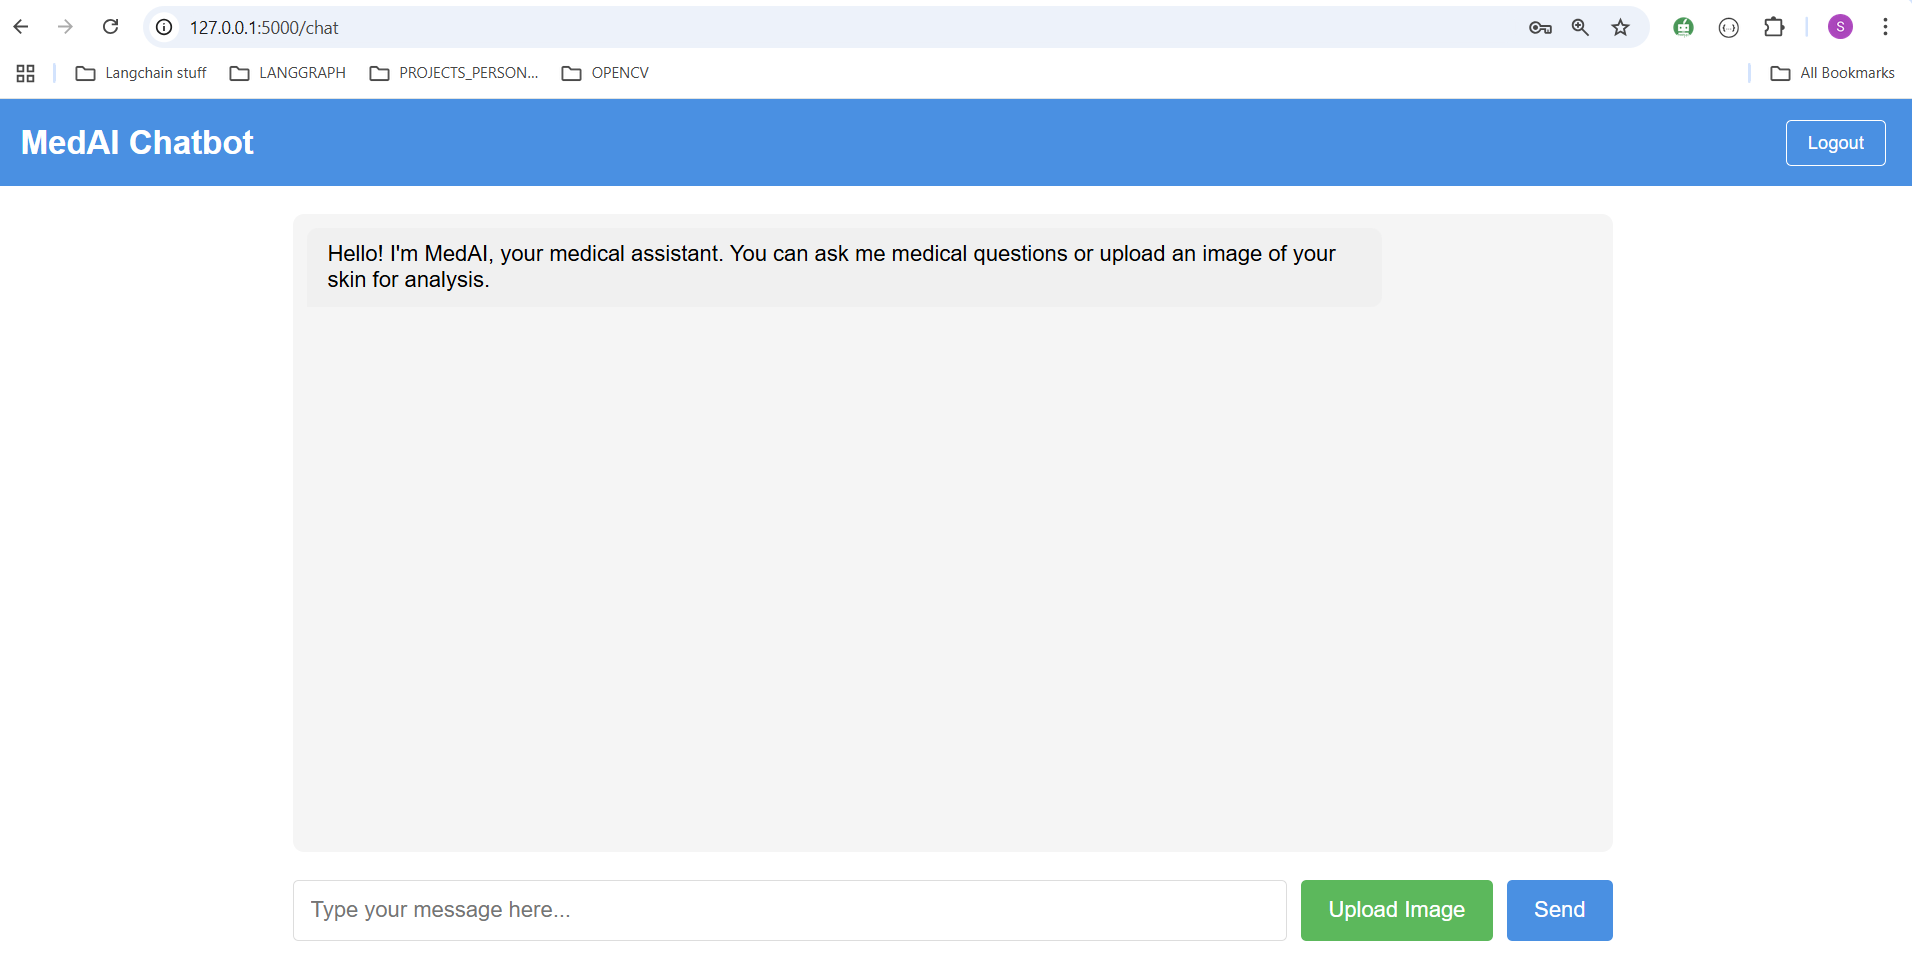 127.0.0.1:5000/chat
S
Langchain stuff
LANGGRAPH
PROJECTS_PERSON...
OPENCV
All Bookmarks
MedAI Chatbot
Logout
Hello! I'm MedAI, your medical assistant. You can ask me medical questions or upload an image of your
skin for analysis.
Type your message here...
Upload Image
Send